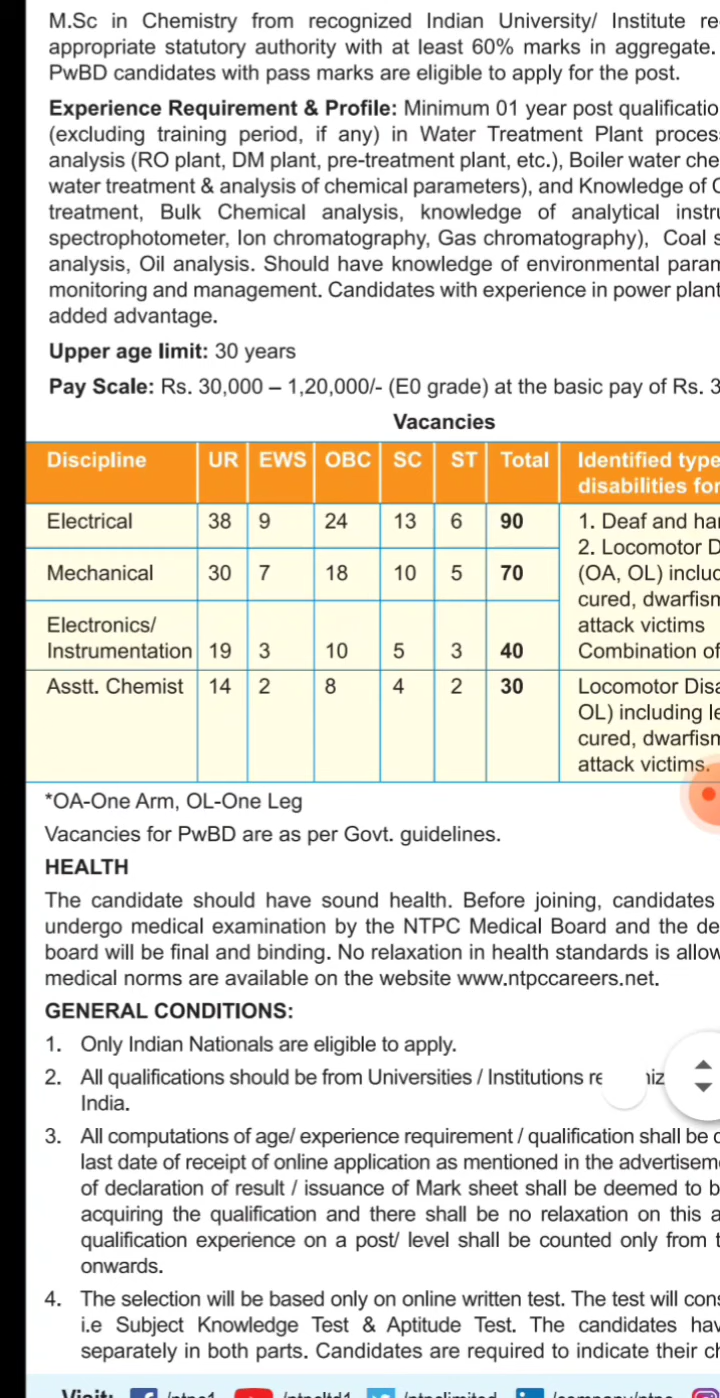 M.Sc in Chemistry from recognized Indian University/ Institute re
appropriate statutory authority with at least 60% marks in aggregate.
PwBD candidates with pass marks are eligible to apply for the post.
Experience Requirement & Profile: Minimum 01 year post qualificatio
(excluding training period, if any) in Water Treatment Plant proces
analysis (RO plant, DM plant, pre-treatment plant, etc.), Boiler water che
water treatment & analysis of chemical parameters), and Knowledge of C
treatment, Bulk Chemical analysis, knowledge of analytical instru
spectrophotometer, Ion chromatography, Gas chromatography), Coal s
analysis, Oil analysis. Should have knowledge of environmental param
monitoring and management. Candidates with experience in power plant
added advantage.
Upper age limit: 30 years
Pay Scale: Rs. 30,000 – 1,20,000/- (E0 grade) at the basic pay of Rs. 3
Vacancies
Discipline UR EWS OBC SC ST Total Identified type
disabilities for
Electrical 38 9 24 13 6 90 1. Deaf and har
2. Locomotor D
Mechanical 30 7 18 10 5 70 (OA, OL) includ
cured, dwarfism
Electronics/ attack victims
Instrumentation 19 3 10 5 3 40 Combination of
Asstt. Chemist 14 2 8 4 2 30 Locomotor Disa
OL) including le
cured, dwarfism
attack victims.
*OA-One Arm, OL-One Leg
Vacancies for PwBD are as per Govt. guidelines.
HEALTH
The candidate should have sound health. Before joining, candidates
undergo medical examination by the NTPC Medical Board and the de
board will be final and binding. No relaxation in health standards is allow
medical norms are available on the website www.ntpccareers.net.
GENERAL CONDITIONS:
1. Only Indian Nationals are eligible to apply.
2. All qualifications should be from Universities / Institutions re niz
India.
3. All computations of age/ experience requirement / qualification shall be d
last date of receipt of online application as mentioned in the advertiseme
of declaration of result / issuance of Mark sheet shall be deemed to b
acquiring the qualification and there shall be no relaxation on this a
qualification experience on a post/ level shall be counted only from t
onwards.
4. The selection will be based only on online written test. The test will cons
i.e Subject Knowledge Test & Aptitude Test. The candidates hav
separately in both parts. Candidates are required to indicate their ch
Visit: /ntpc1 /ntpcltd1 /ntpclimited /company/ntpc